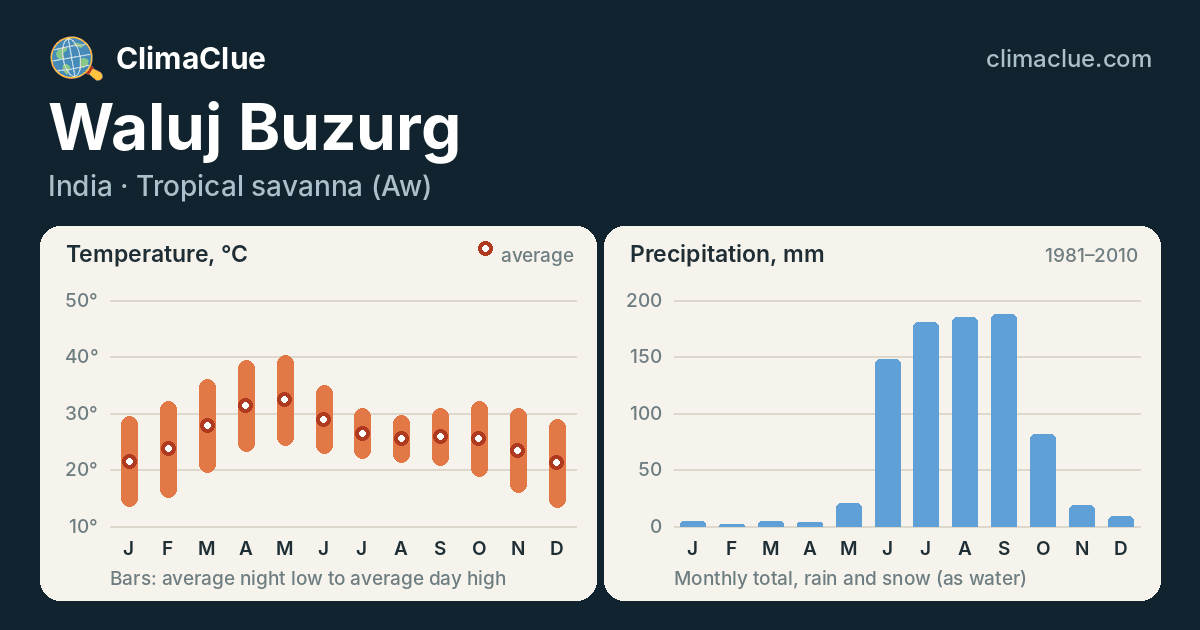 ClimaClue
climaclue.com
Waluj Buzurg
India · Tropical savanna (Aw)
Temperature, °C
average
50°
40°
30°
20°
10°
J F M A M J J A S O N D
Bars: average night low to average day high
Precipitation, mm
1981–2010
200
150
100
50
0
J F M A M J J A S O N D
Monthly total, rain and snow (as water)